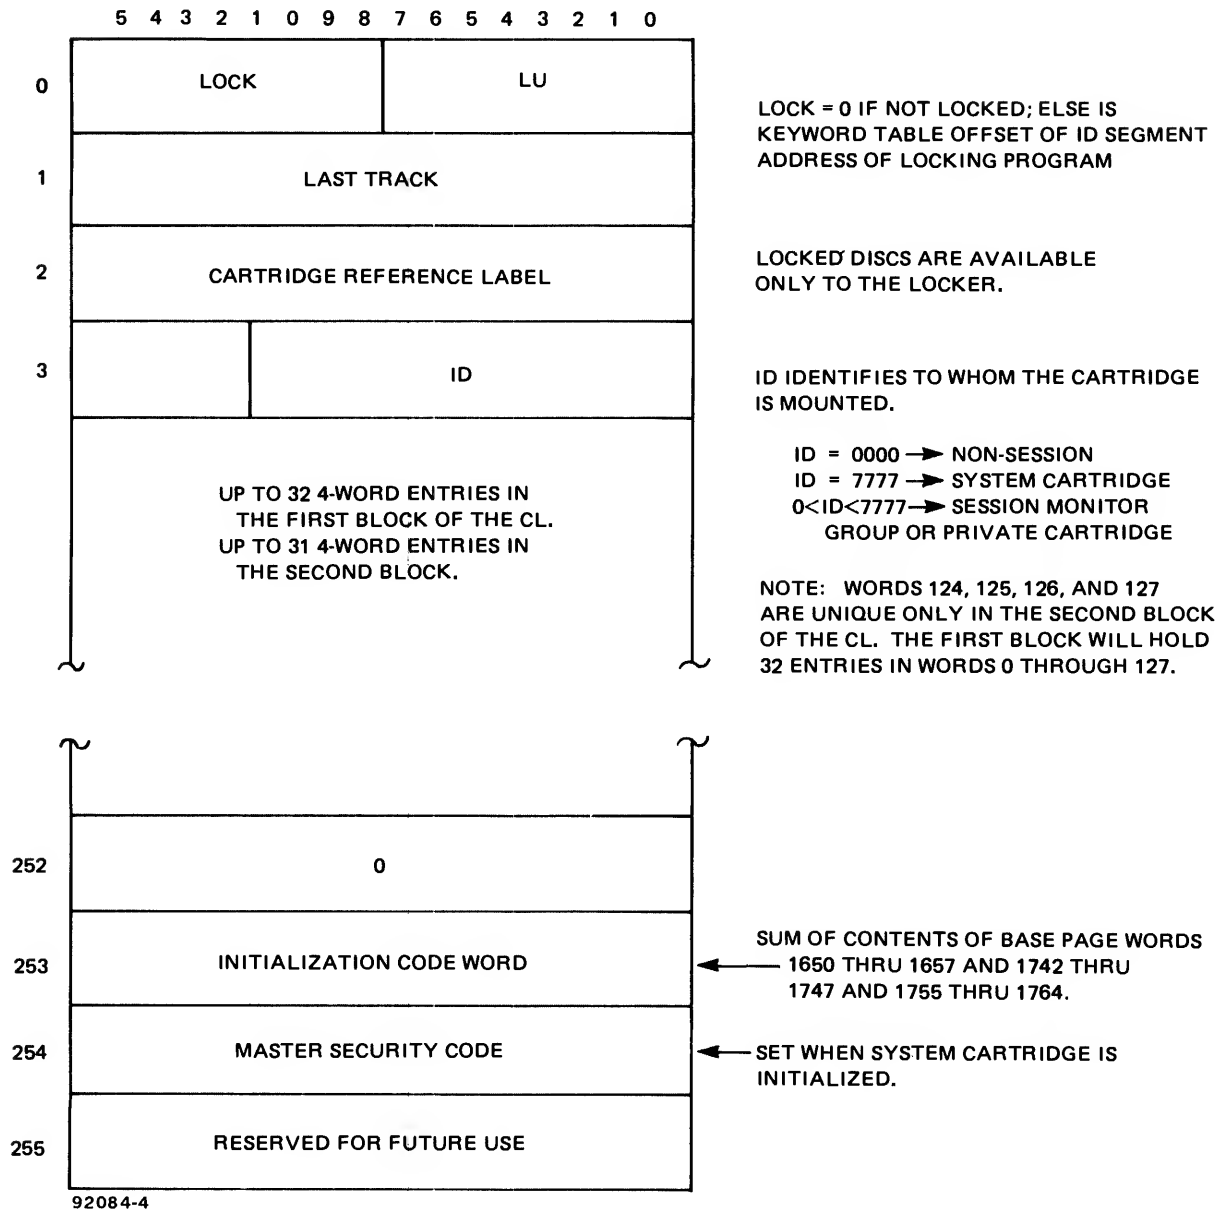 5 4 3 2 1 0 9 8 7 6 5 4 3 2 1 0
0
LOCK
LU
LOCK = 0 IF NOT LOCKED; ELSE IS
KEYWORD TABLE OFFSET OF ID SEGMENT
ADDRESS OF LOCKING PROGRAM
1
LAST TRACK
2
CARTRIDGE REFERENCE LABEL
LOCKED DISCS ARE AVAILABLE
ONLY TO THE LOCKER.
3
ID
ID IDENTIFIES TO WHOM THE CARTRIDGE
IS MOUNTED.
ID = 0000 → NON-SESSION
ID = 7777 → SYSTEM CARTRIDGE
0<ID<7777 → SESSION MONITOR
GROUP OR PRIVATE CARTRIDGE
UP TO 32 4-WORD ENTRIES IN
THE FIRST BLOCK OF THE CL.
UP TO 31 4-WORD ENTRIES IN
THE SECOND BLOCK.
NOTE: WORDS 124, 125, 126, AND 127
ARE UNIQUE ONLY IN THE SECOND BLOCK
OF THE CL. THE FIRST BLOCK WILL HOLD
32 ENTRIES IN WORDS 0 THROUGH 127.
252
0
253
INITIALIZATION CODE WORD
SUM OF CONTENTS OF BASE PAGE WORDS
1650 THRU 1657 AND 1742 THRU
1747 AND 1755 THRU 1764.
254
MASTER SECURITY CODE
SET WHEN SYSTEM CARTRIDGE IS
INITIALIZED.
255
RESERVED FOR FUTURE USE
92084-4